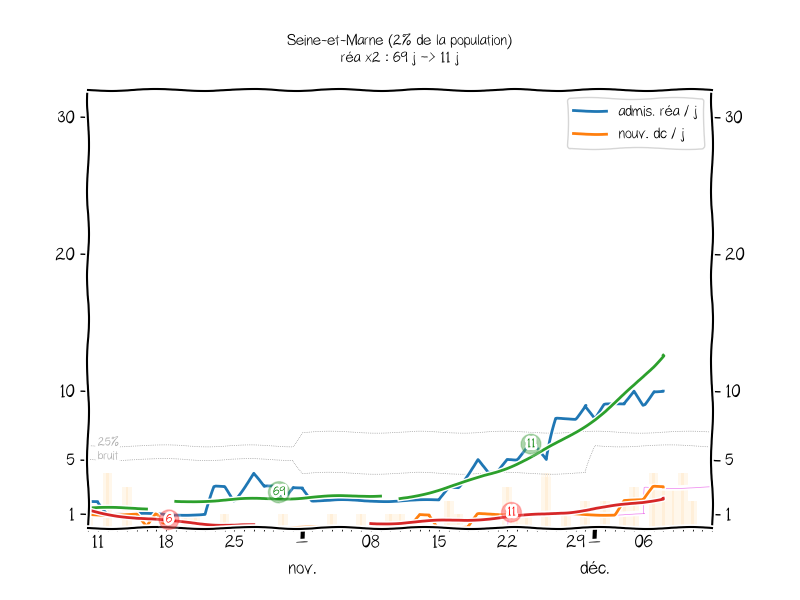 Seine-et-Marne (2% de la population)
réa x2 : 69 j -> 11 j
admis. réa / j
nouv. dc / j
30 30
20 20
10 10
5 5
1 1
25%
bruit
69
11
6
11
11 18 25 08 15 22 29 06
nov. déc.